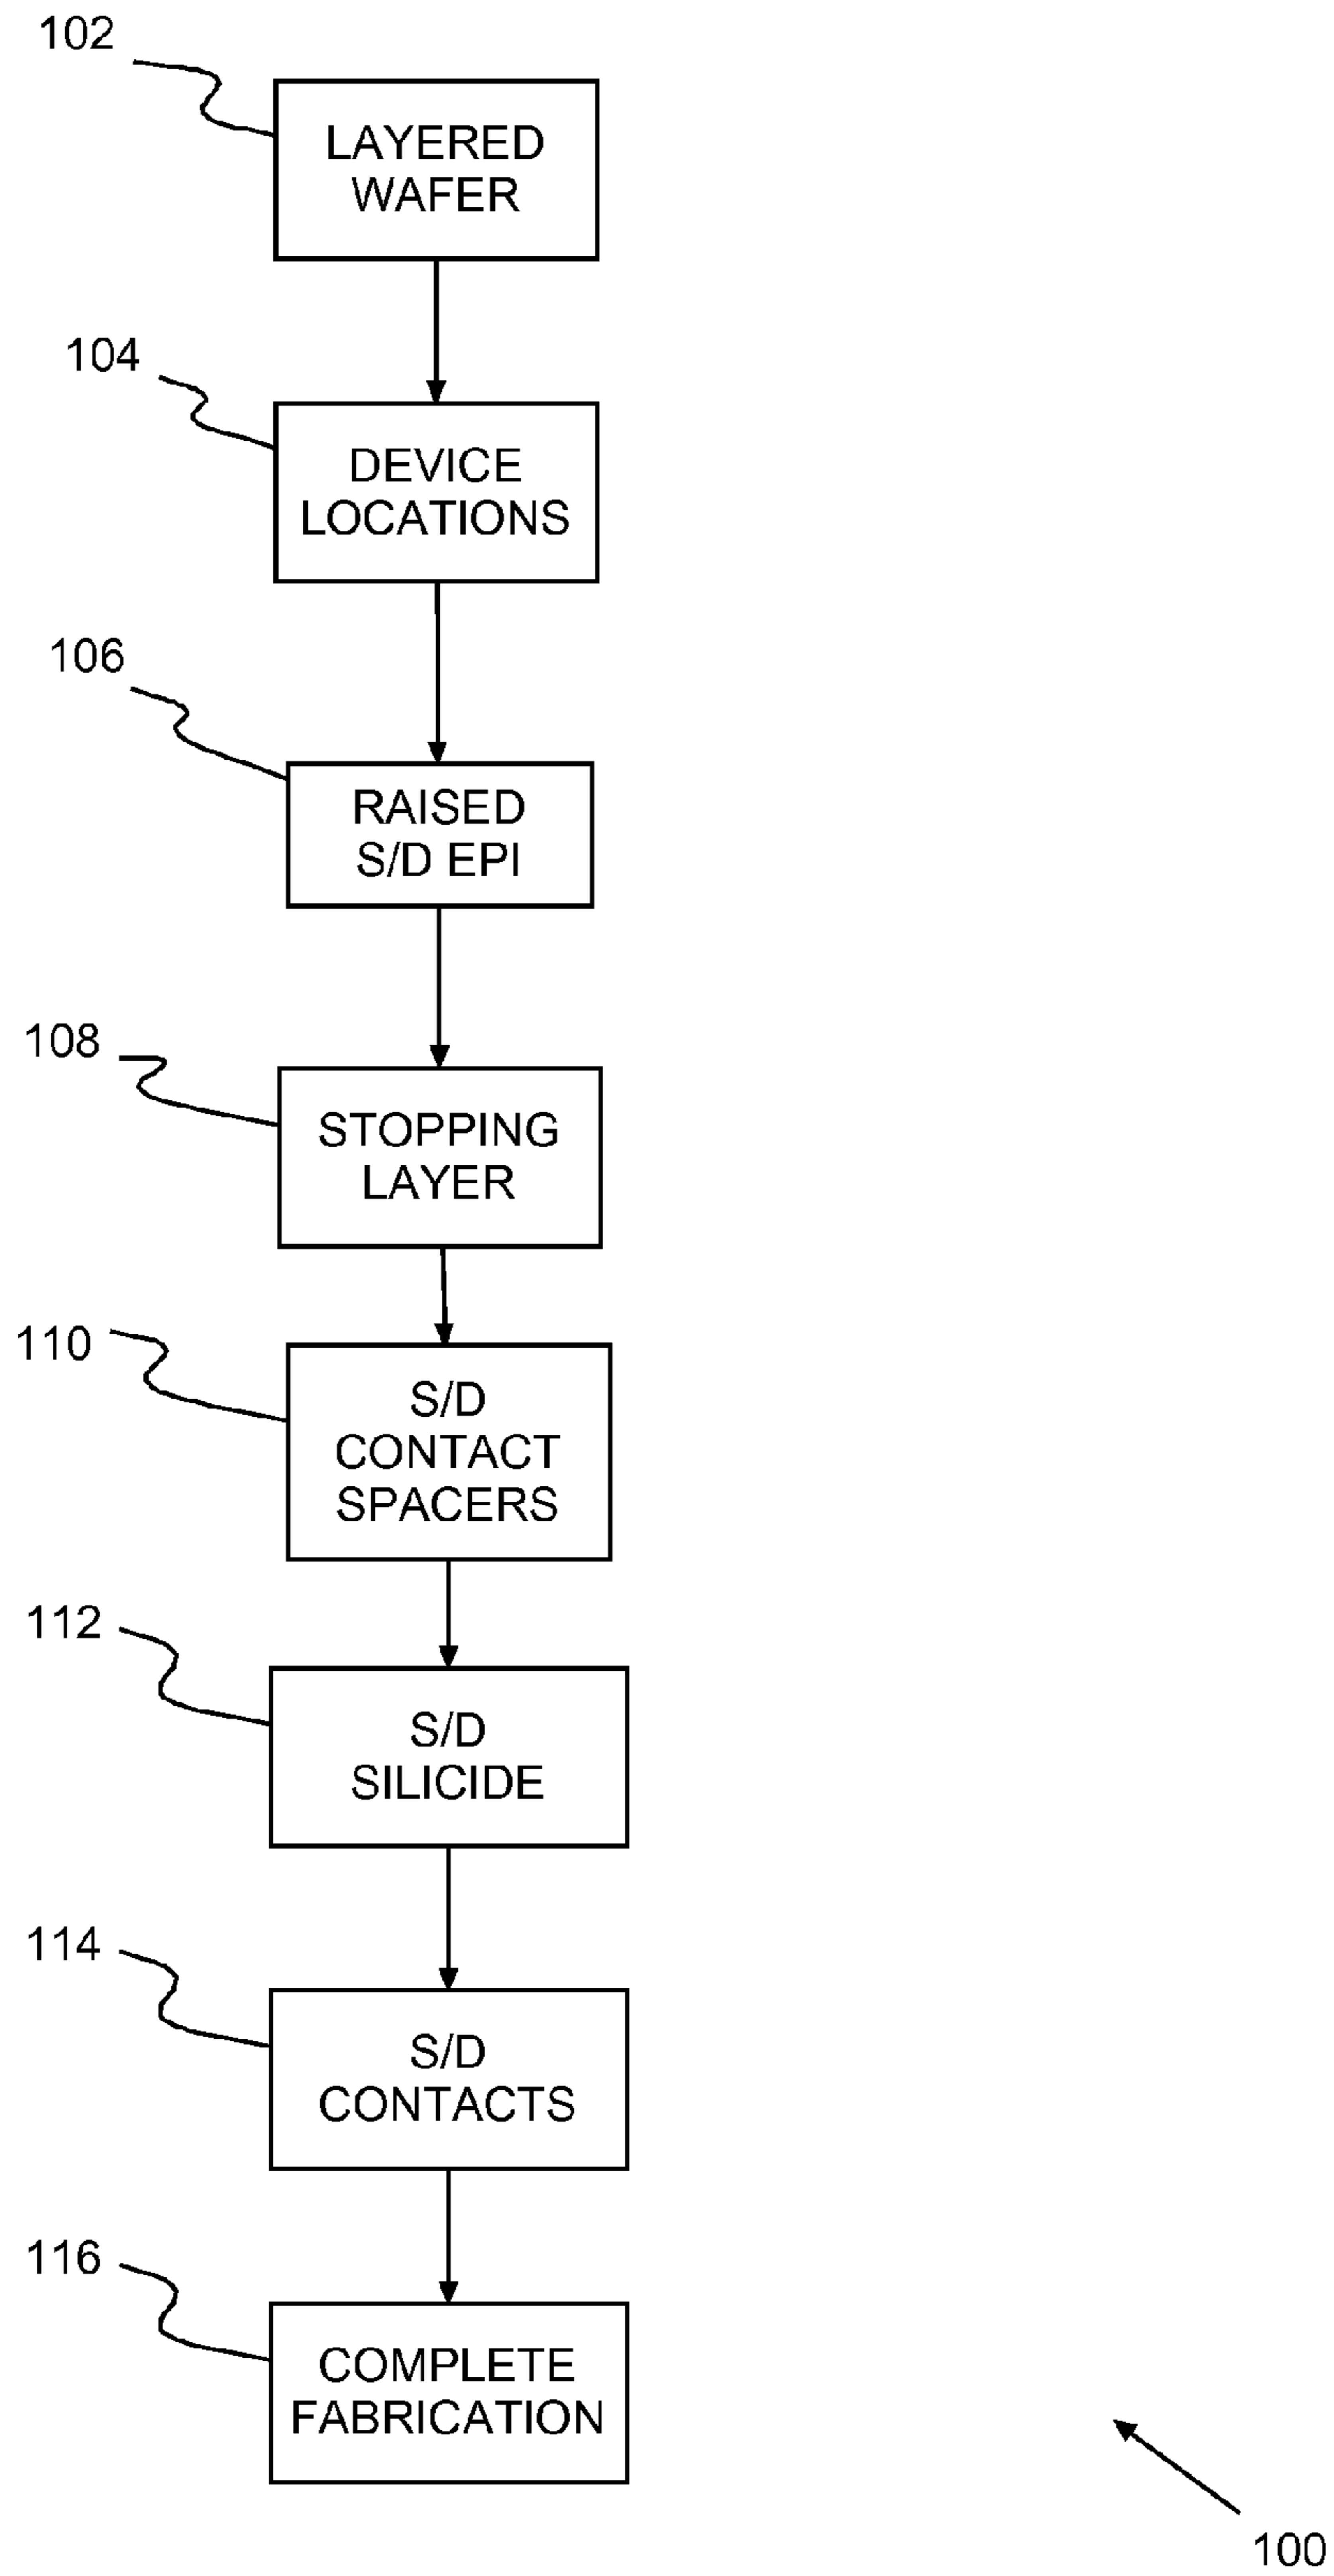 102
LAYERED
WAFER
104
DEVICE
LOCATIONS
106
RAISED
S/D EPI
108
STOPPING
LAYER
110
S/D
CONTACT
SPACERS
112
S/D
SILICIDE
114
S/D
CONTACTS
116
COMPLETE
FABRICATION
100